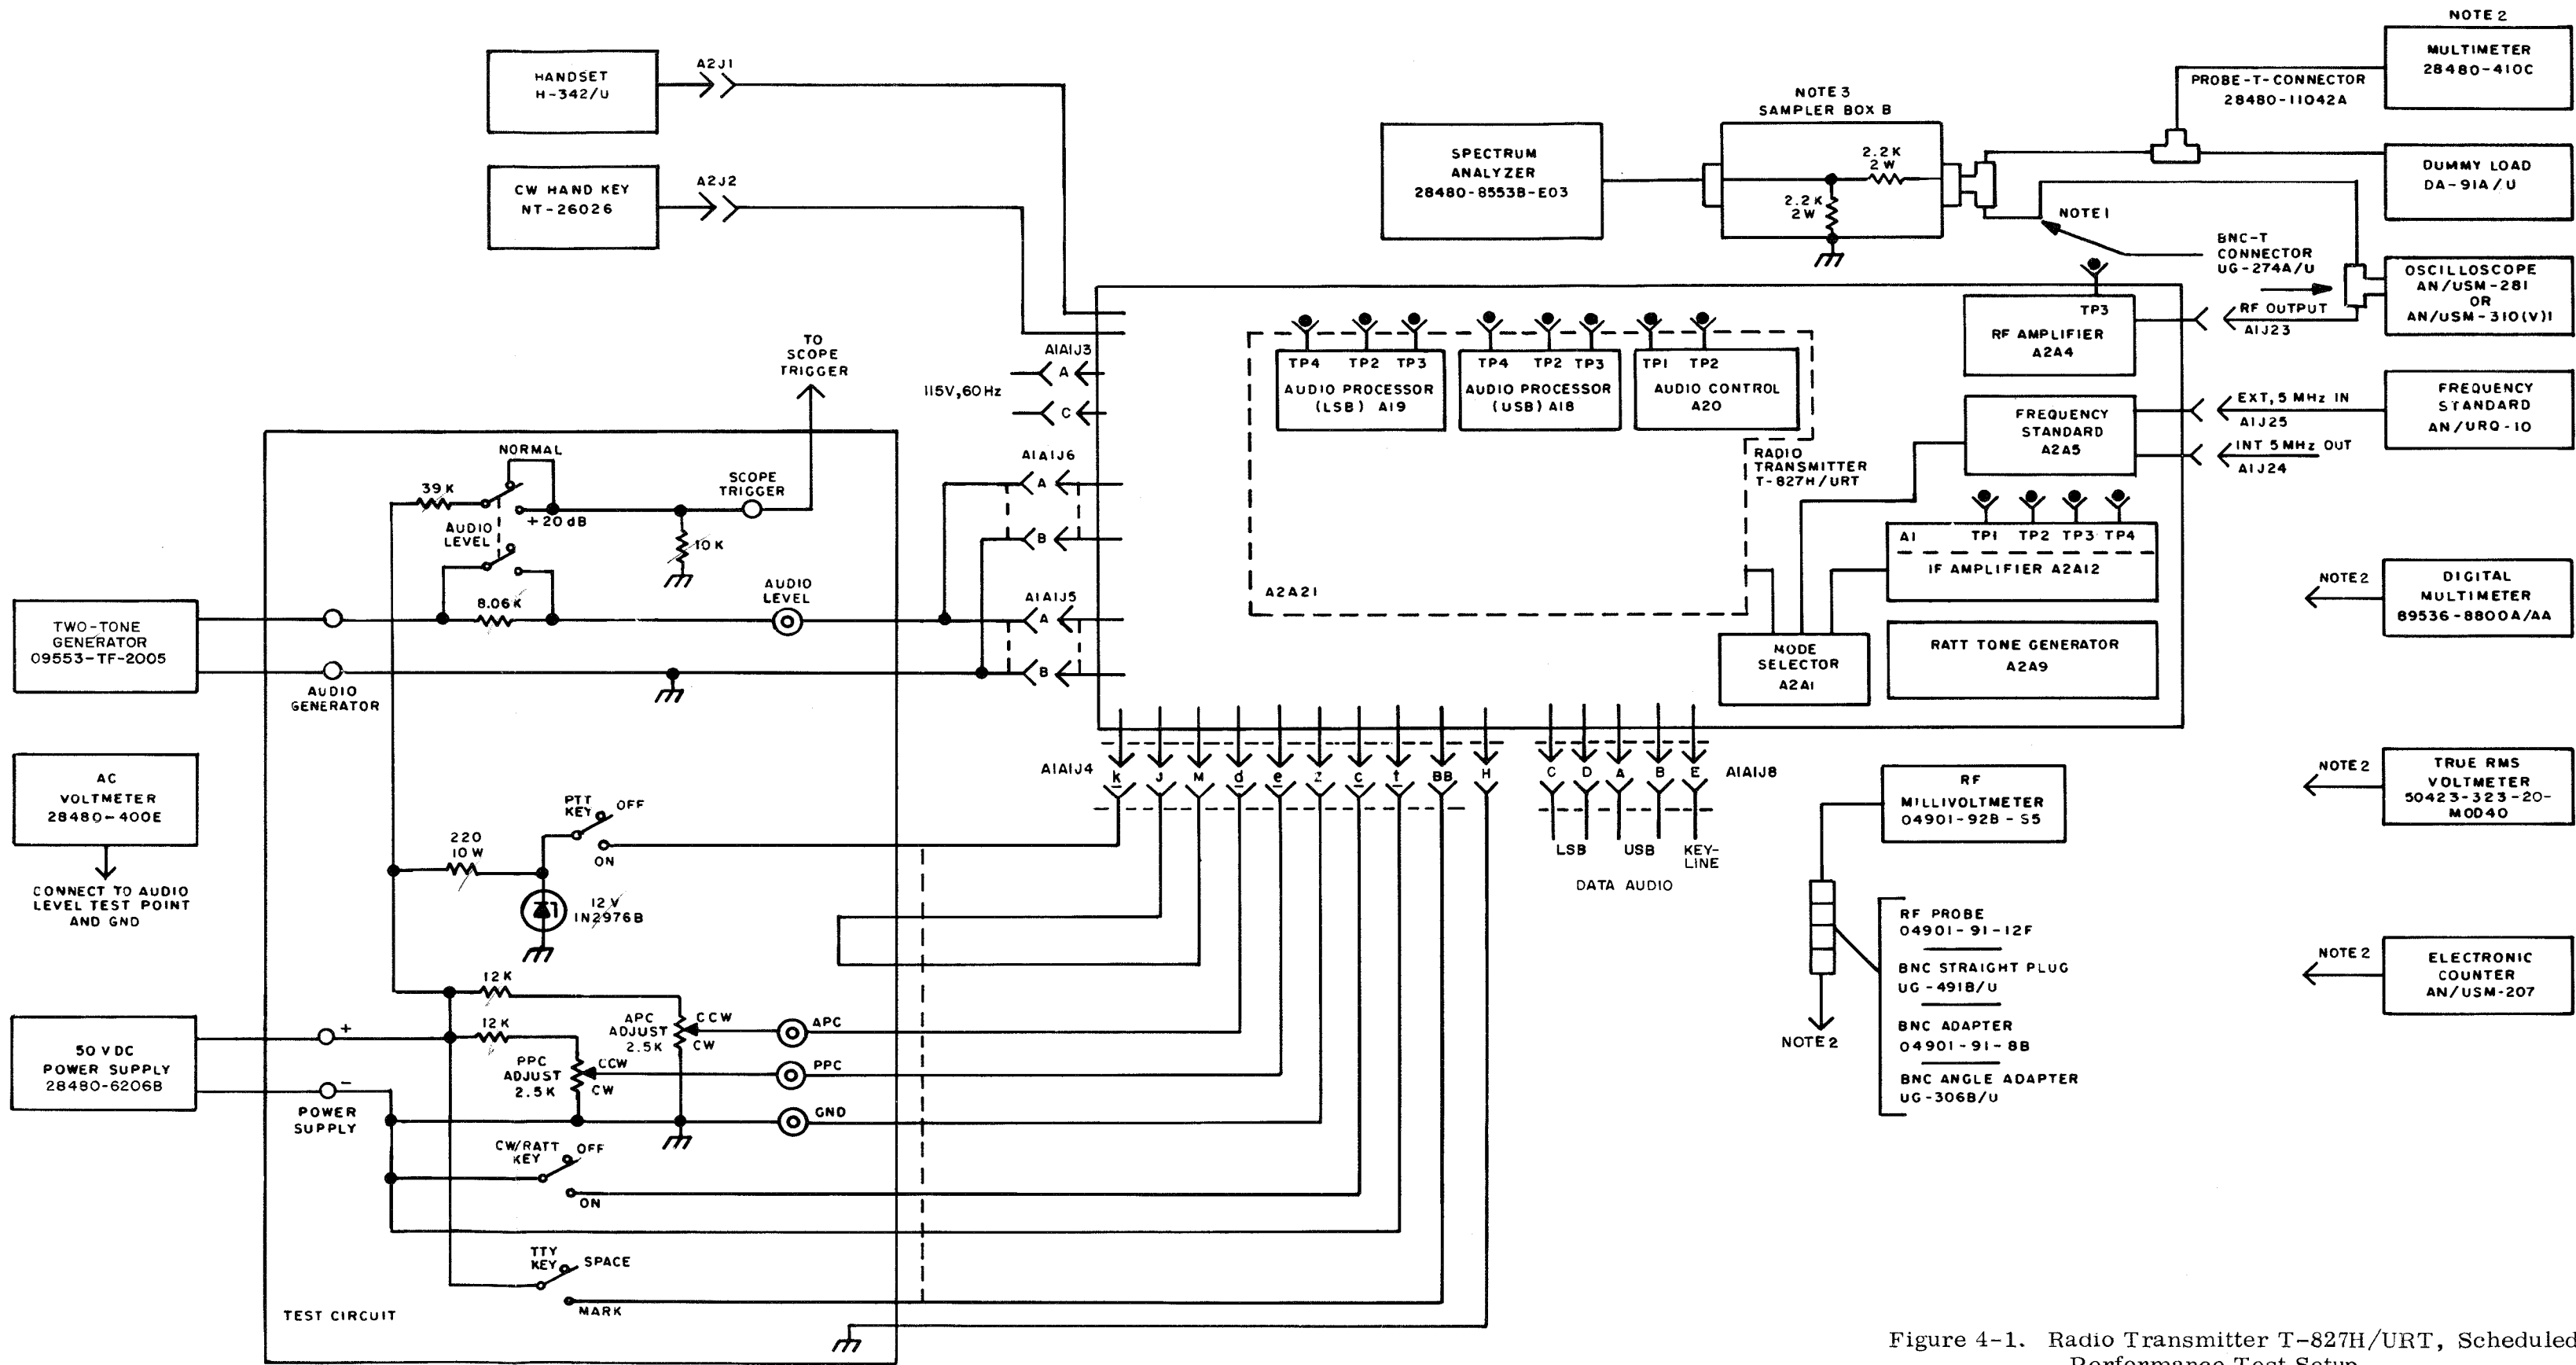 HANDSET
H-342/U
A2J1
CW HAND KEY
NT-26026
A2J2
SPECTRUM
ANALYZER
28480-8553B-E03
NOTE 3
SAMPLER BOX B
2.2K
2W
2.2K
2W
PROBE-T-CONNECTOR
28480-11042A
NOTE 2
MULTIMETER
28480-410C
DUMMY LOAD
DA-91A/U
NOTE 1
BNC-T
CONNECTOR
UG-274A/U
OSCILLOSCOPE
AN/USM-281
OR
AN/USM-310(V)1
TP3
RF AMPLIFIER
A2A4
RF OUTPUT
A1J23
FREQUENCY
STANDARD
AN/URQ-10
EXT, 5 MHz IN
A1J25
INT 5 MHz OUT
A1J24
FREQUENCY
STANDARD
A2A5
TP4 TP2 TP3
AUDIO PROCESSOR
(LSB) A19
TP4 TP2 TP3
AUDIO PROCESSOR
(USB) A18
TP1 TP2
AUDIO CONTROL
A20
RADIO
TRANSMITTER
T-827H/URT
A2A21
A1 TP1 TP2 TP3 TP4
IF AMPLIFIER A2A12
RATT TONE GENERATOR
A2A9
MODE
SELECTOR
A2A1
TO
SCOPE
TRIGGER
115V, 60 Hz
A1A1J3
A
C
A1A1J6
A
B
A1A1J5
A
B
NORMAL
39 K
+20 dB
AUDIO
LEVEL
SCOPE
TRIGGER
10 K
8.06 K
AUDIO
LEVEL
TWO-TONE
GENERATOR
09553-TF-2005
AUDIO
GENERATOR
AC
VOLTMETER
28480-400E
CONNECT TO AUDIO
LEVEL TEST POINT
AND GND
PTT
KEY
OFF
ON
220
10 W
12 V
1N2976B
12 K
12 K
APC
ADJUST
2.5K
CCW
CW
PPC
ADJUST
2.5K
CCW
CW
APC
PPC
GND
50 VDC
POWER SUPPLY
28480-6206B
+
-
POWER
SUPPLY
CW/RATT
KEY
OFF
ON
TTY
KEY
SPACE
MARK
TEST CIRCUIT
A1A1J4 k J M d e z c t BB H
C D A B E A1A1J8
LSB USB KEY-
LINE
DATA AUDIO
RF
MILLIVOLTMETER
04901-92B-S5
NOTE 2
RF PROBE
04901-91-12F
BNC STRAIGHT PLUG
UG-491B/U
BNC ADAPTER
04901-91-8B
BNC ANGLE ADAPTER
UG-306B/U
NOTE 2
DIGITAL
MULTIMETER
89536-8800A/AA
NOTE 2
TRUE RMS
VOLTMETER
50423-323-20-
MOD40
NOTE 2
ELECTRONIC
COUNTER
AN/USM-207
Figure 4-1. Radio Transmitter T-827H/URT, Scheduled
Performance Test Setup